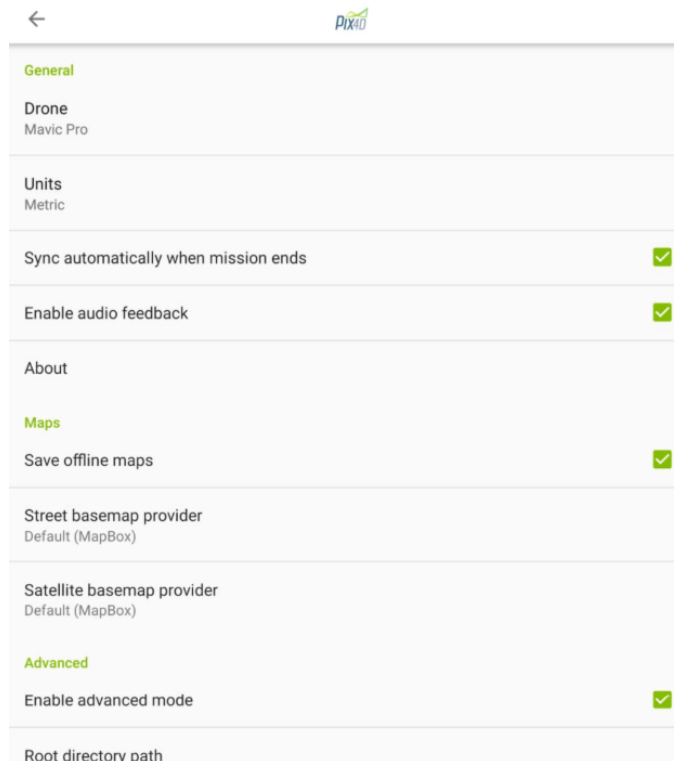 Pix4D
General
Drone
Mavic Pro
Units
Metric
Sync automatically when mission ends
Enable audio feedback
About
Maps
Save offline maps
Street basemap provider
Default (MapBox)
Satellite basemap provider
Default (MapBox)
Advanced
Enable advanced mode
Root directory path